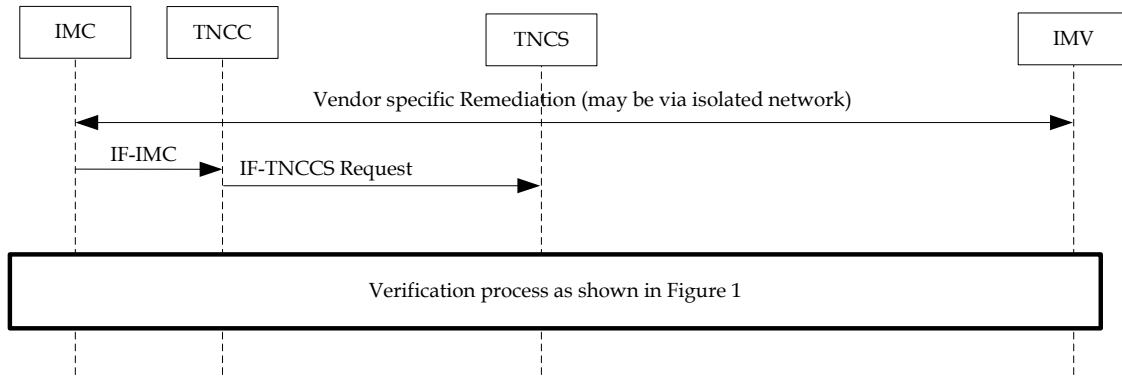 IMC
TNCC
TNCS
IMV
Vendor specific Remediation (may be via isolated network)
IF-IMC
IF-TNCCS Request
Verification process as shown in Figure 1